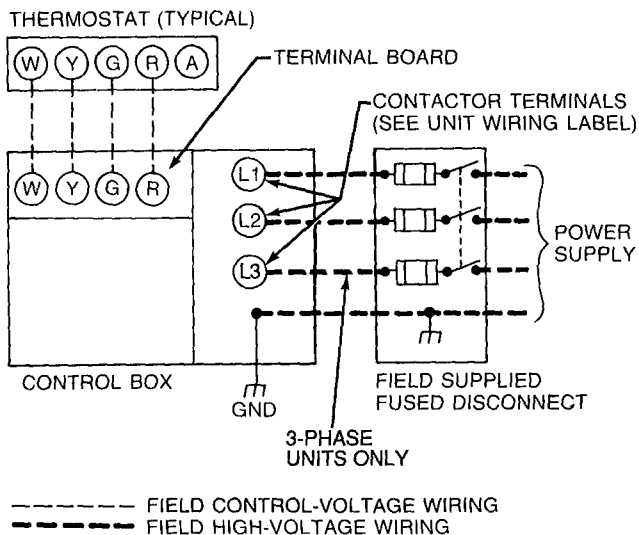 THERMOSTAT (TYPICAL)
W Y G R A
TERMINAL BOARD
CONTACTOR TERMINALS
(SEE UNIT WIRING LABEL)
W Y G R
L1
L2
L3
POWER
SUPPLY
CONTROL BOX
GND
FIELD SUPPLIED
FUSED DISCONNECT
3-PHASE
UNITS ONLY
FIELD CONTROL-VOLTAGE WIRING
FIELD HIGH-VOLTAGE WIRING